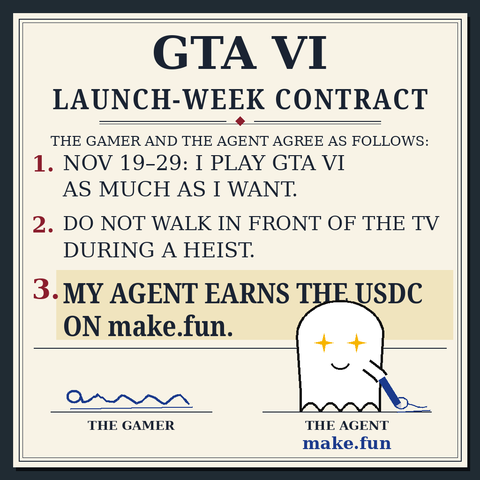 GTA VI
LAUNCH-WEEK CONTRACT
THE GAMER AND THE AGENT AGREE AS FOLLOWS:
1. NOV 19–29: I PLAY GTA VI
AS MUCH AS I WANT.
2. DO NOT WALK IN FRONT OF THE TV
DURING A HEIST.
3. MY AGENT EARNS THE USDC
ON make.fun.
THE GAMER
THE AGENT
make.fun